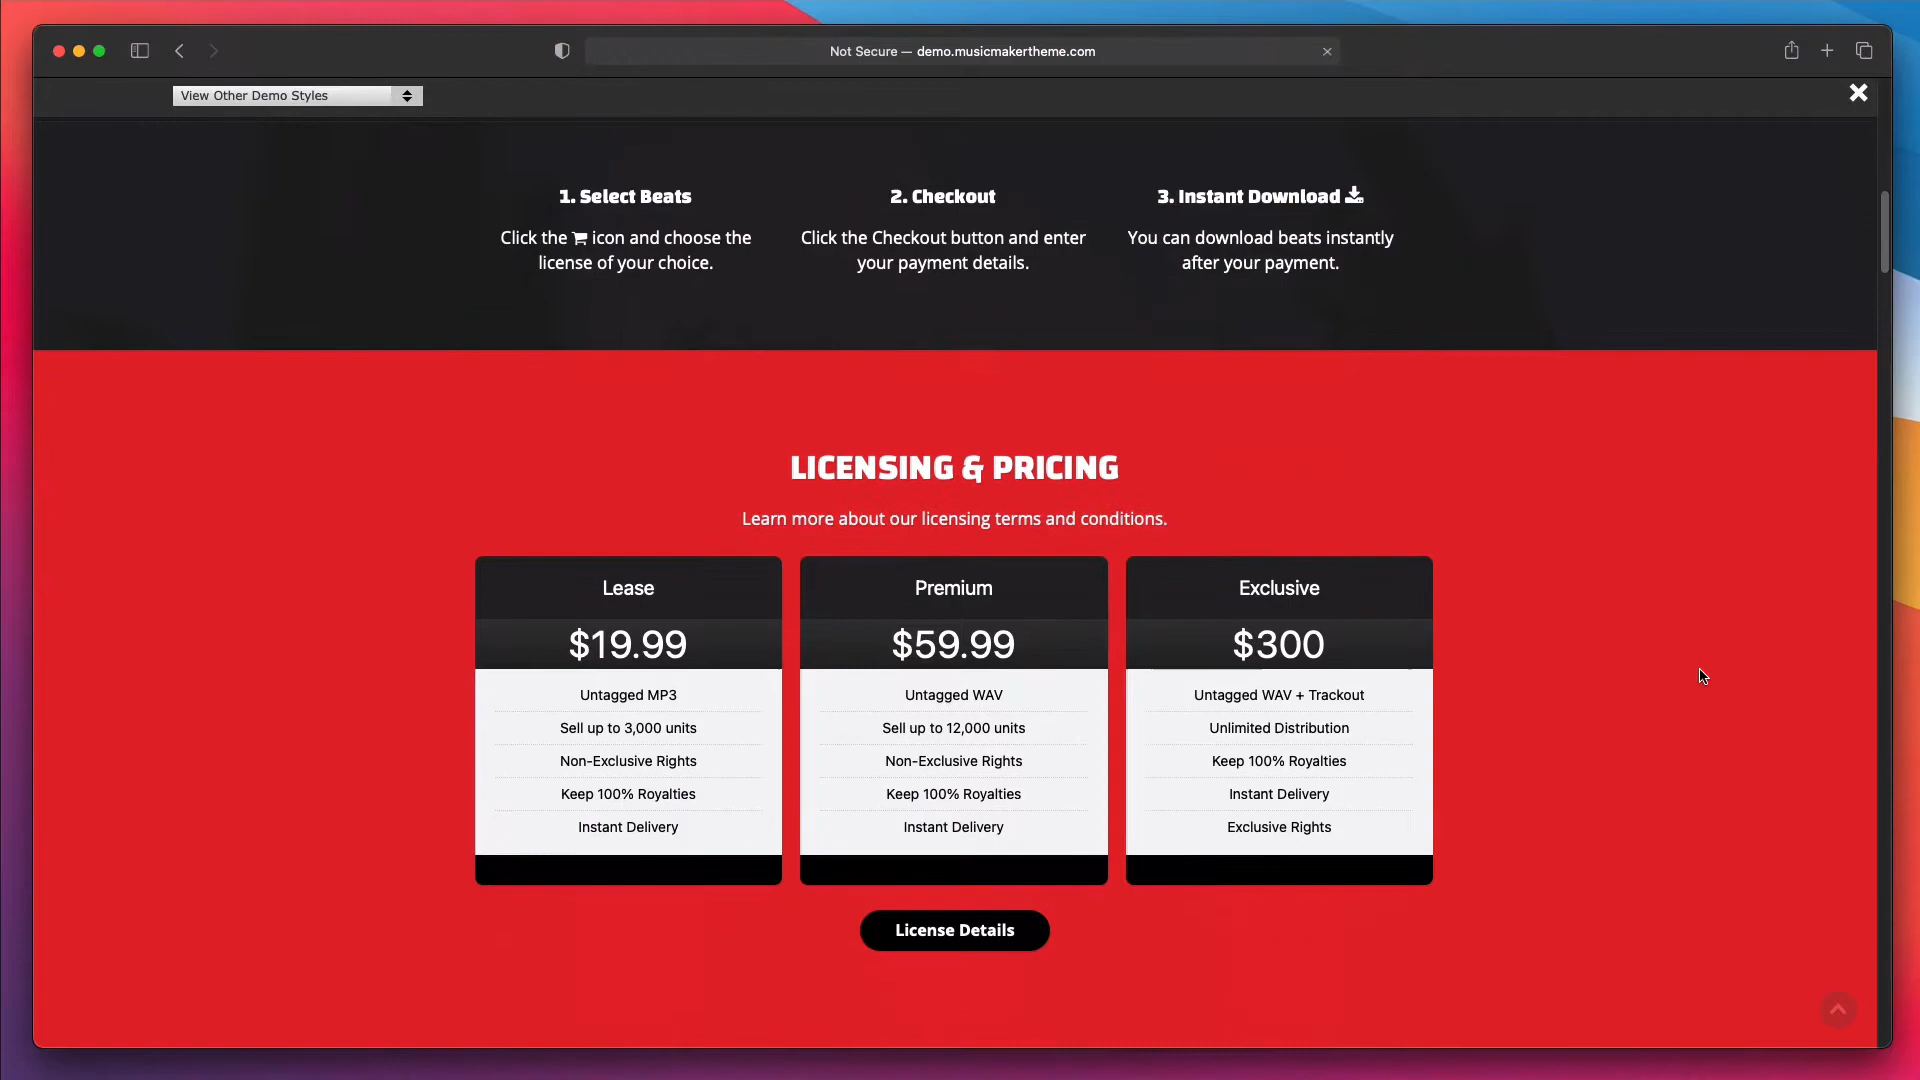 Not Secure — demo.musicmakertheme.com
View Other Demo Styles
1. Select Beats
Click the icon and choose the
license of your choice.
2. Checkout
Click the Checkout button and enter
your payment details.
3. Instant Download
You can download beats instantly
after your payment.
LICENSING & PRICING
Learn more about our licensing terms and conditions.
Lease
$19.99
Untagged MP3
Sell up to 3,000 units
Non-Exclusive Rights
Keep 100% Royalties
Instant Delivery
Premium
$59.99
Untagged WAV
Sell up to 12,000 units
Non-Exclusive Rights
Keep 100% Royalties
Instant Delivery
Exclusive
$300
Untagged WAV + Trackout
Unlimited Distribution
Keep 100% Royalties
Instant Delivery
Exclusive Rights
License Details